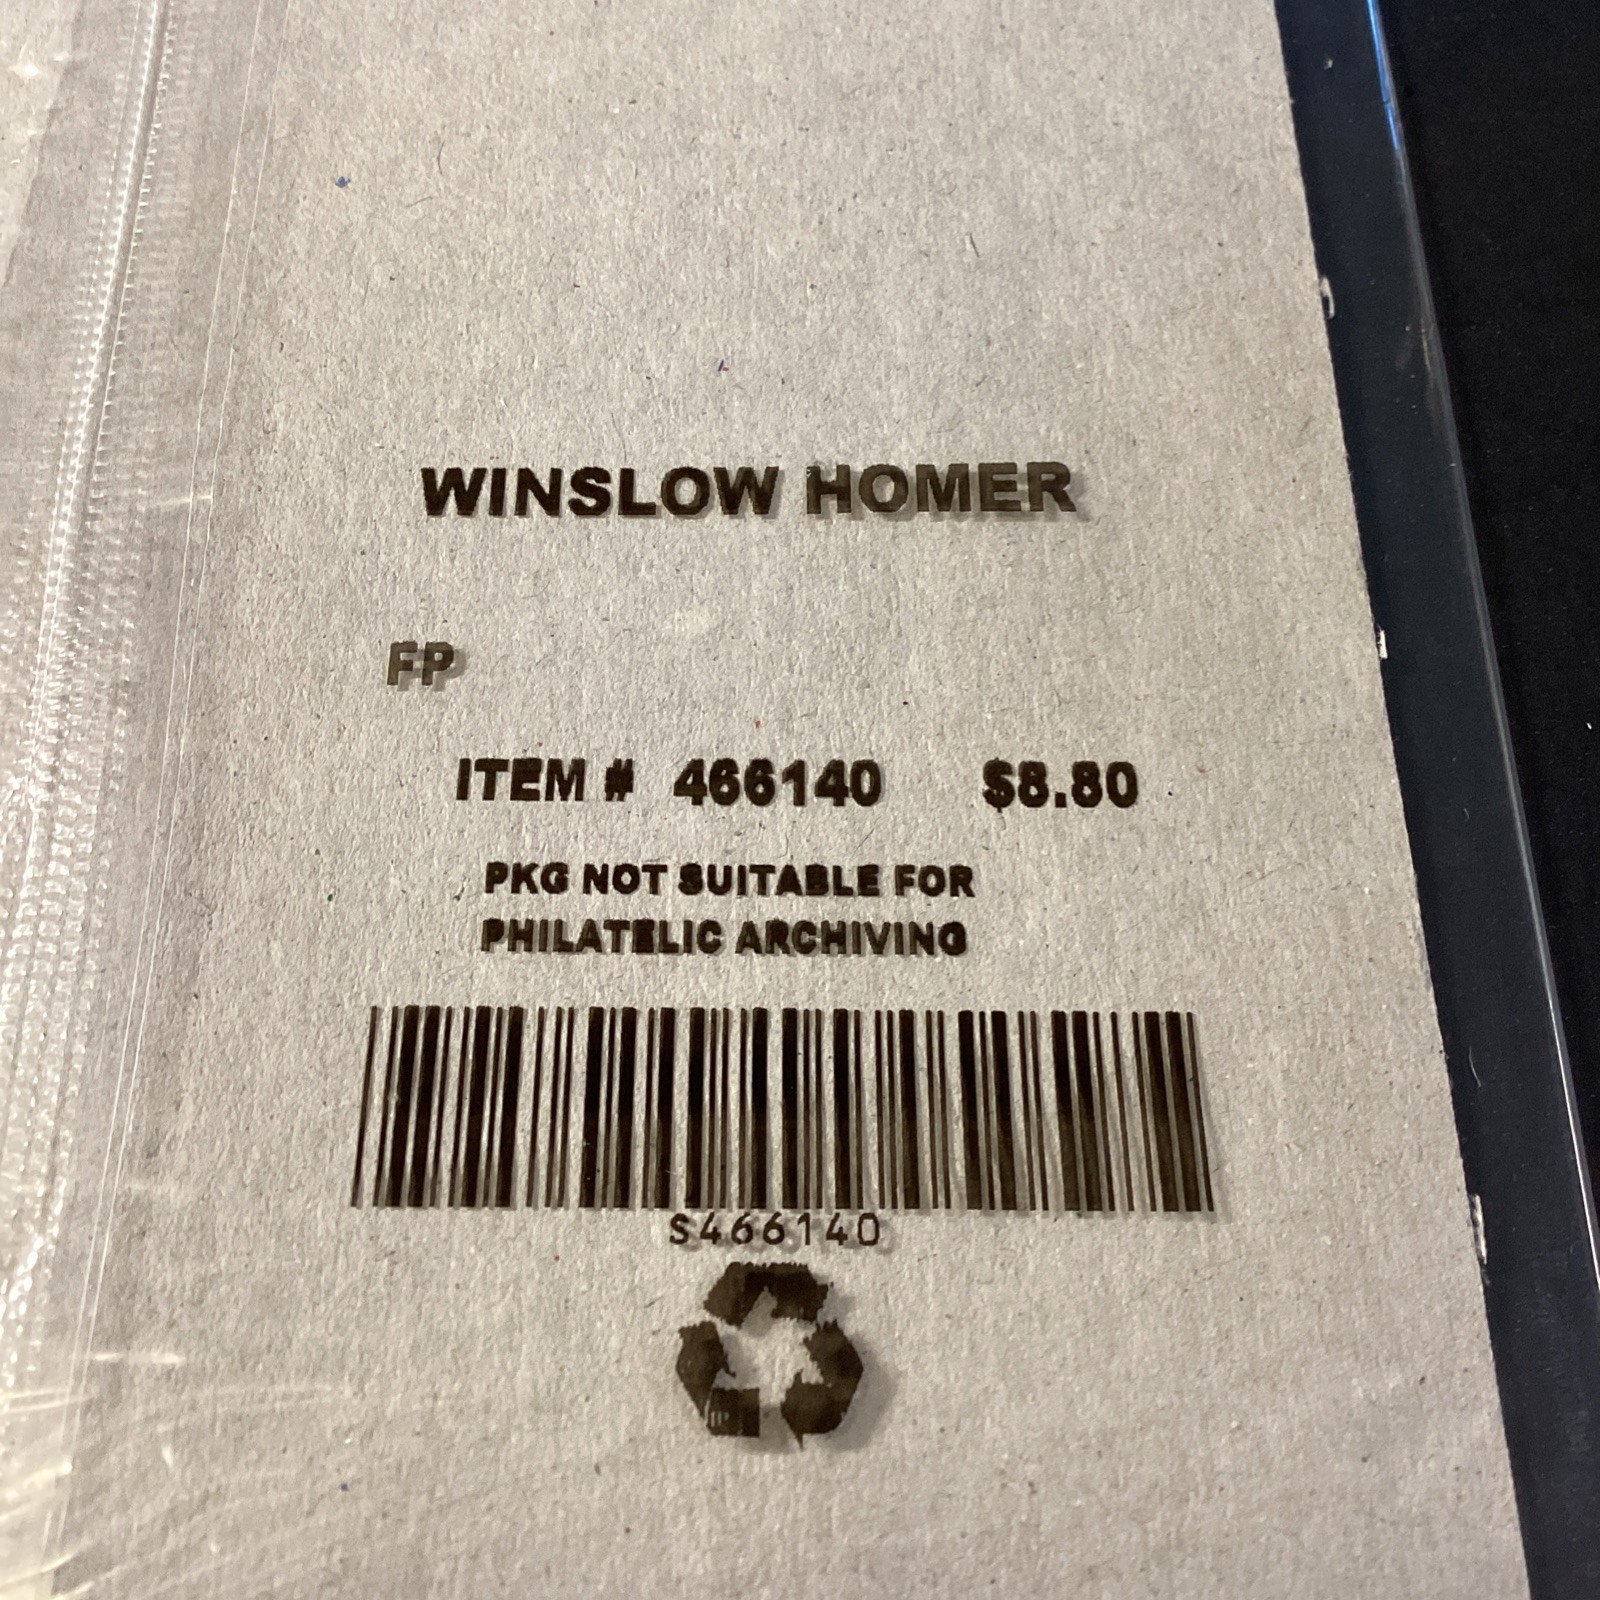 WINSLOW HOMER
FP
ITEM # 466140 $8.80
PKG NOT SUITABLE FOR
PHILATELIC ARCHIVING
S466140